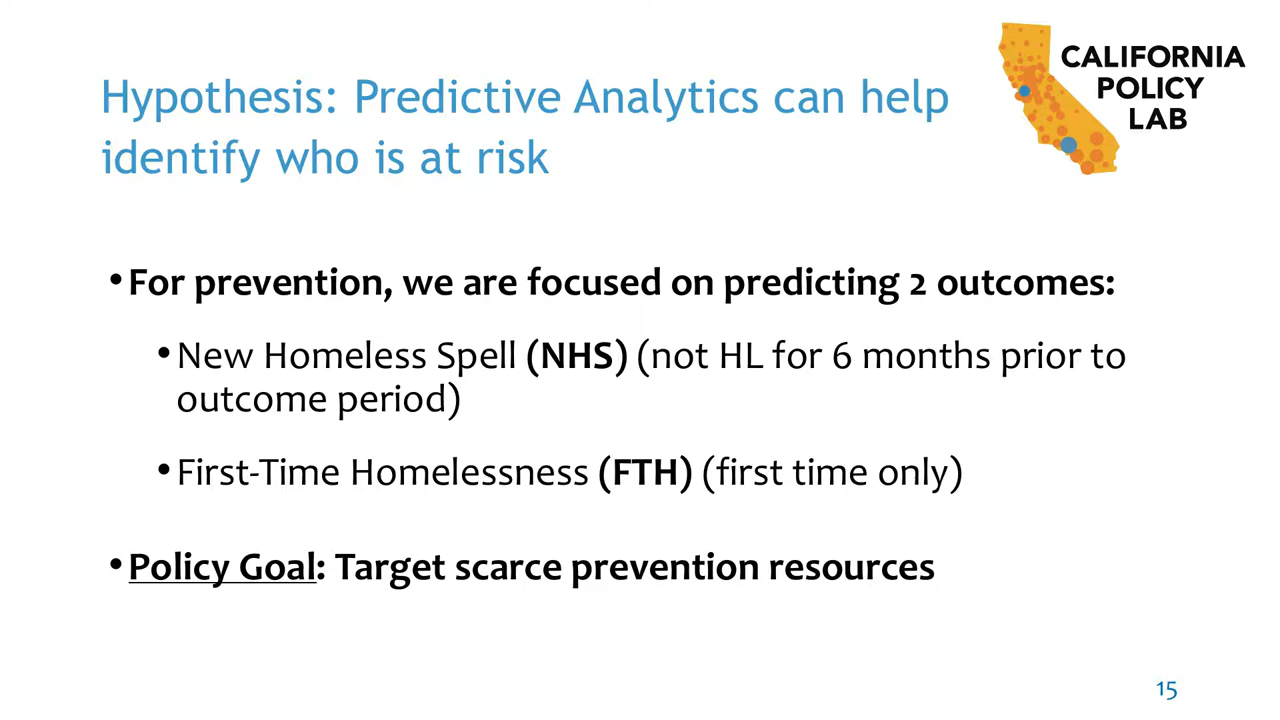 CALIFORNIA
POLICY
LAB
Hypothesis: Predictive Analytics can help
identify who is at risk
•For prevention, we are focused on predicting 2 outcomes:
•New Homeless Spell (NHS) (not HL for 6 months prior to
outcome period)
•First-Time Homelessness (FTH) (first time only)
•Policy Goal: Target scarce prevention resources
15